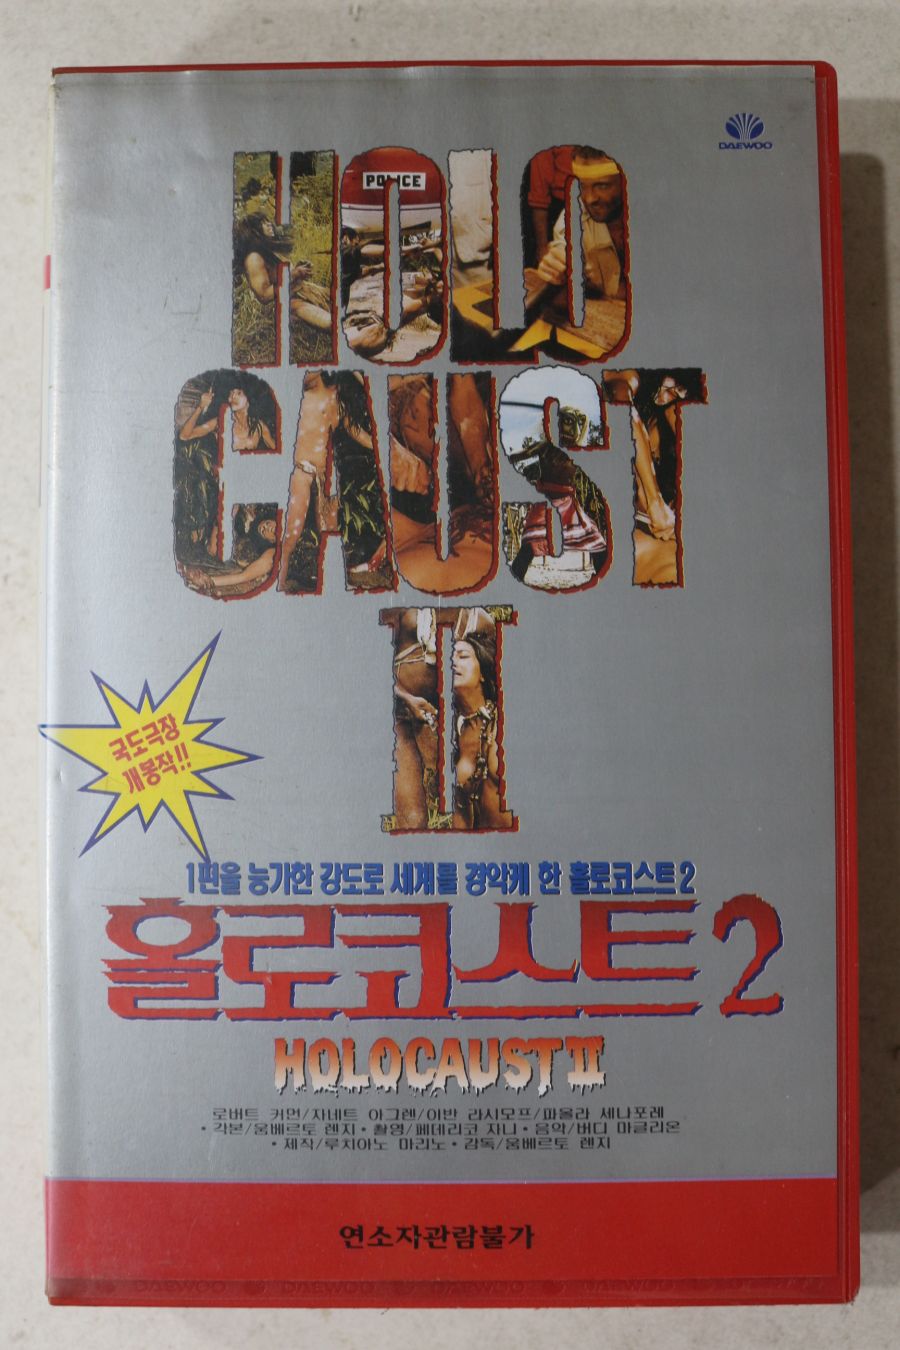 DAEWOO
HOLO
POLICE
CAUST
II
국도극장
개봉작!!
1편을 능가한 강도로 세계를 경악케 한 홀로코스트2
홀로코스트2
HOLOCAUST II
로버트 커먼/자네트 아그렌/이반 라시모프/파올라 세나포레
• 각본/움베르토 렌지 • 촬영/페데리코 자니 • 음악/버디 마글리온
• 제작/루치아노 마리노 • 감독/움베르토 렌지
연소자관람불가
DAEWOO DAEWOO DAEWOO DAEWOO